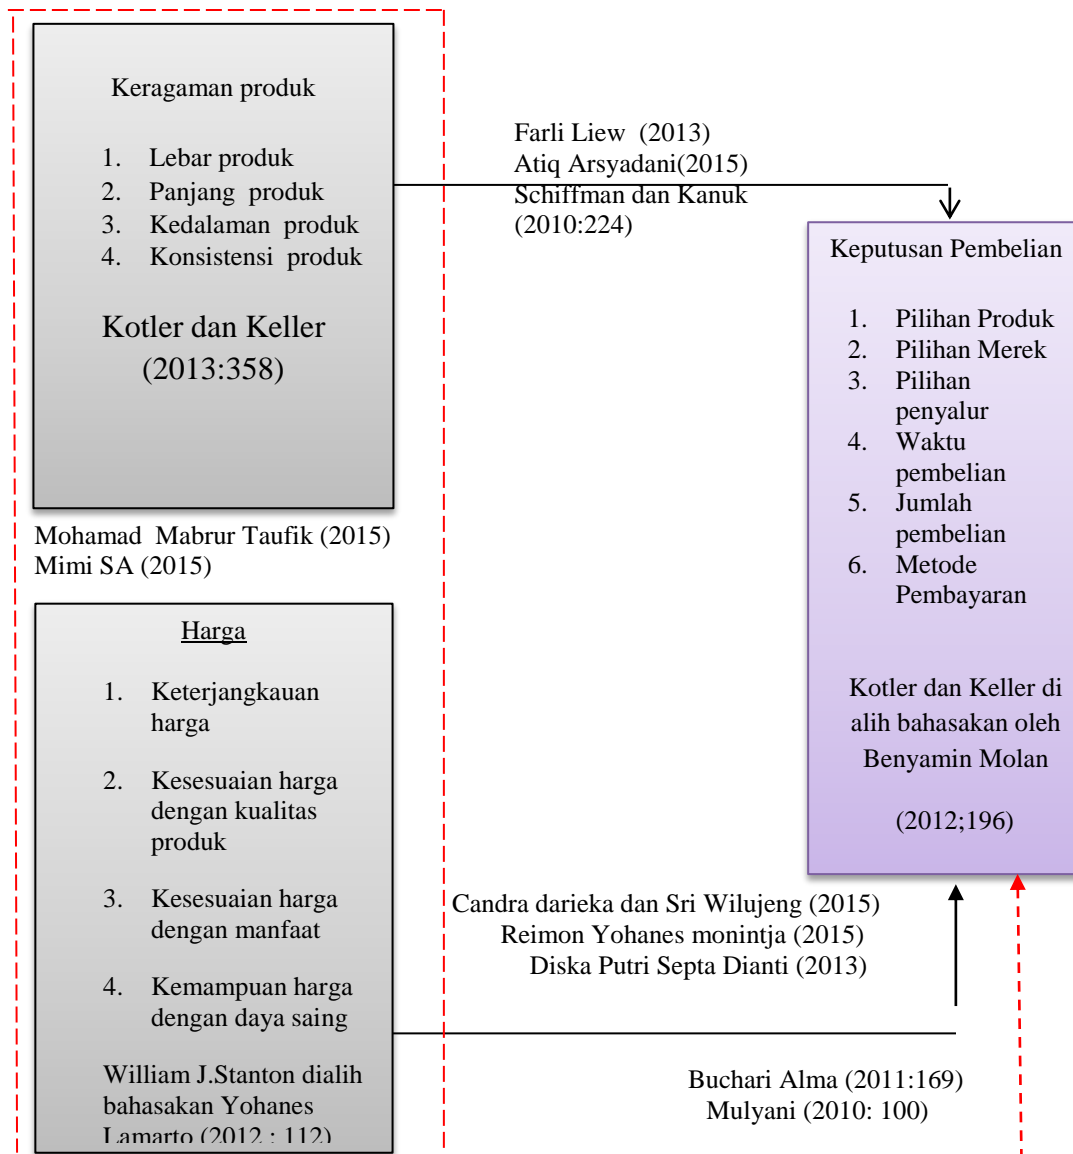 Keragaman produk
1. Lebar produk
2. Panjang produk
3. Kedalaman produk
4. Konsistensi produk
Kotler dan Keller
(2013:358)
Farli Liew (2013)
Atiq Arsyadani(2015)
Schiffman dan Kanuk
(2010:224)
Keputusan Pembelian
1. Pilihan Produk
2. Pilihan Merek
3. Pilihan
penyalur
4. Waktu
pembelian
5. Jumlah
pembelian
6. Metode
Pembayaran
Kotler dan Keller di
alih bahasakan oleh
Benyamin Molan
(2012;196)
Mohamad Mabrur Taufik (2015)
Mimi SA (2015)
Harga
1. Keterjangkauan
harga
2. Kesesuaian harga
dengan kualitas
produk
3. Kesesuaian harga
dengan manfaat
4. Kemampuan harga
dengan daya saing
William J.Stanton dialih
bahasakan Yohanes
Lamarto (2012 : 112)
Candra darieka dan Sri Wilujeng (2015)
Reimon Yohanes monintja (2015)
Diska Putri Septa Dianti (2013)
Buchari Alma (2011:169)
Mulyani (2010: 100)